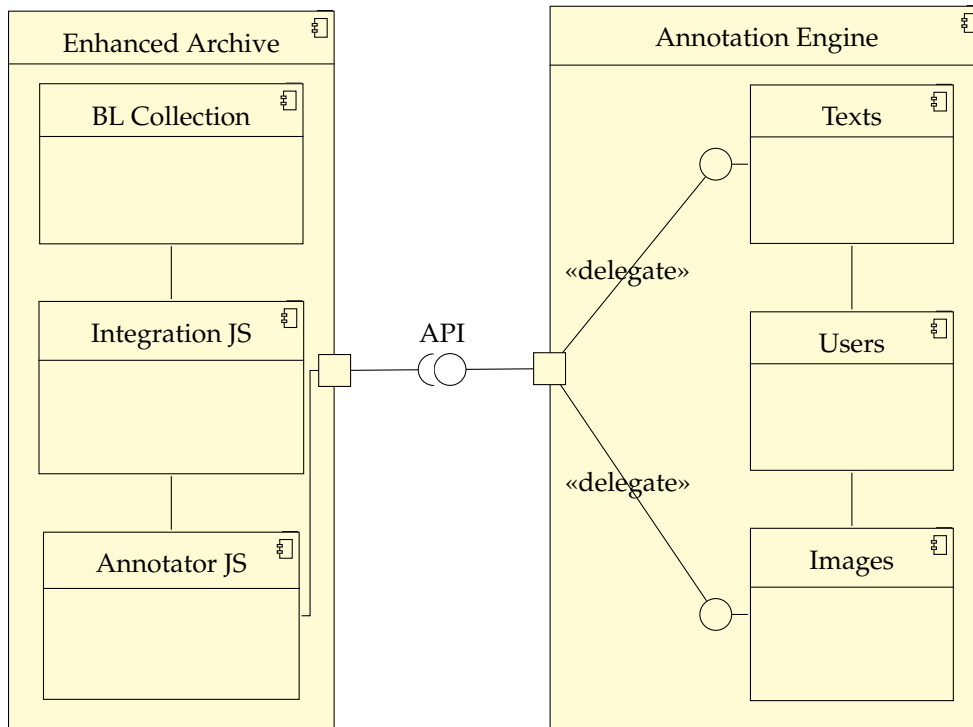 Enhanced Archive
BL Collection
Integration JS
Annotator JS
API
Annotation Engine
Texts
«delegate»
Users
«delegate»
Images